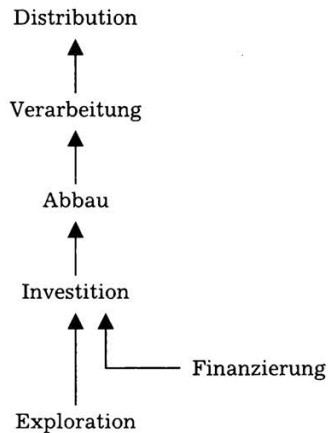 Distribution
Verarbeitung
Abbau
Investition
Finanzierung
Exploration